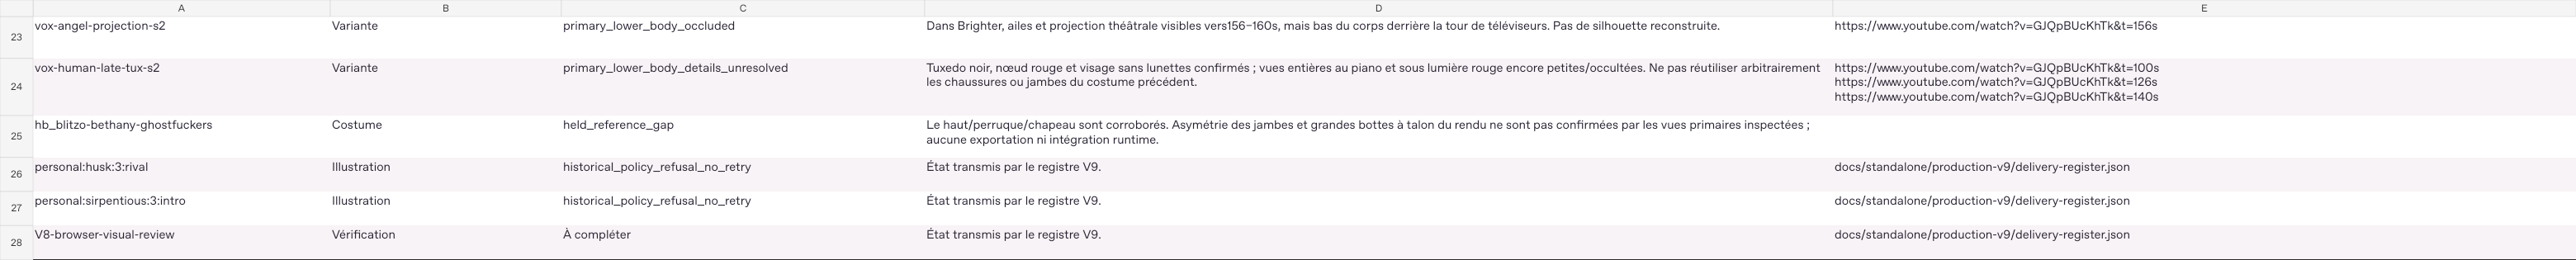 A B C D E
23 vox-angel-projection-s2 Variante primary_lower_body_occluded Dans Brighter, ailes et projection théâtrale visibles vers156–160s, mais bas du corps derrière la tour de téléviseurs. Pas de silhouette reconstruite. https://www.youtube.com/watch?v=GJQpBUcKhTk&t=156s
24 vox-human-late-tux-s2 Variante primary_lower_body_details_unresolved Tuxedo noir, nœud rouge et visage sans lunettes confirmés ; vues entières au piano et sous lumière rouge encore petites/occultées. Ne pas réutiliser arbitrairement https://www.youtube.com/watch?v=GJQpBUcKhTk&t=100s
les chaussures ou jambes du costume précédent. https://www.youtube.com/watch?v=GJQpBUcKhTk&t=126s
https://www.youtube.com/watch?v=GJQpBUcKhTk&t=140s
25 hb_blitzo-bethany-ghostfuckers Costume held_reference_gap Le haut/perruque/chapeau sont corroborés. Asymétrie des jambes et grandes bottes à talon du rendu ne sont pas confirmées par les vues primaires inspectées ;
aucune exportation ni intégration runtime.
26 personal:husk:3:rival Illustration historical_policy_refusal_no_retry État transmis par le registre V9. docs/standalone/production-v9/delivery-register.json
27 personal:sirpentious:3:intro Illustration historical_policy_refusal_no_retry État transmis par le registre V9. docs/standalone/production-v9/delivery-register.json
28 V8-browser-visual-review Vérification À compléter État transmis par le registre V9. docs/standalone/production-v9/delivery-register.json